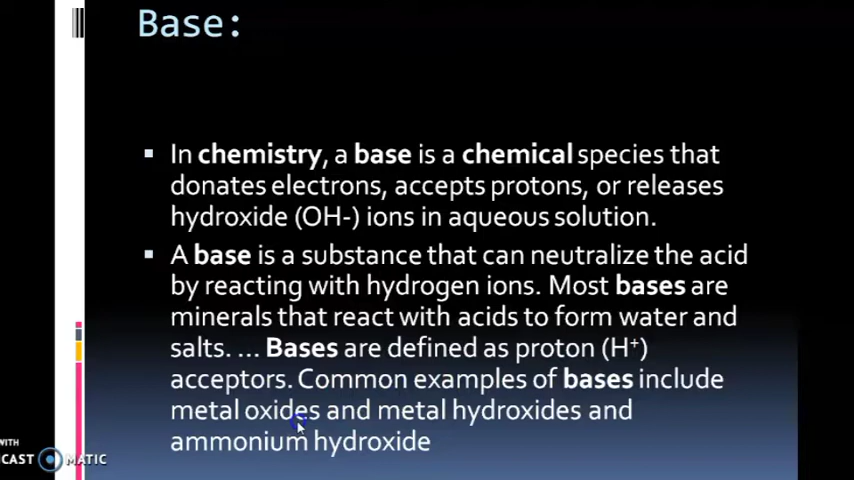 Base:
In chemistry, a base is a chemical species that
donates electrons, accepts protons, or releases
hydroxide (OH-) ions in aqueous solution.
A base is a substance that can neutralize the acid
by reacting with hydrogen ions. Most bases are
minerals that react with acids to form water and
salts. ... Bases are defined as proton (H⁺)
acceptors. Common examples of bases include
metal oxides and metal hydroxides and
ammonium hydroxide
WITH
CAST MATIC